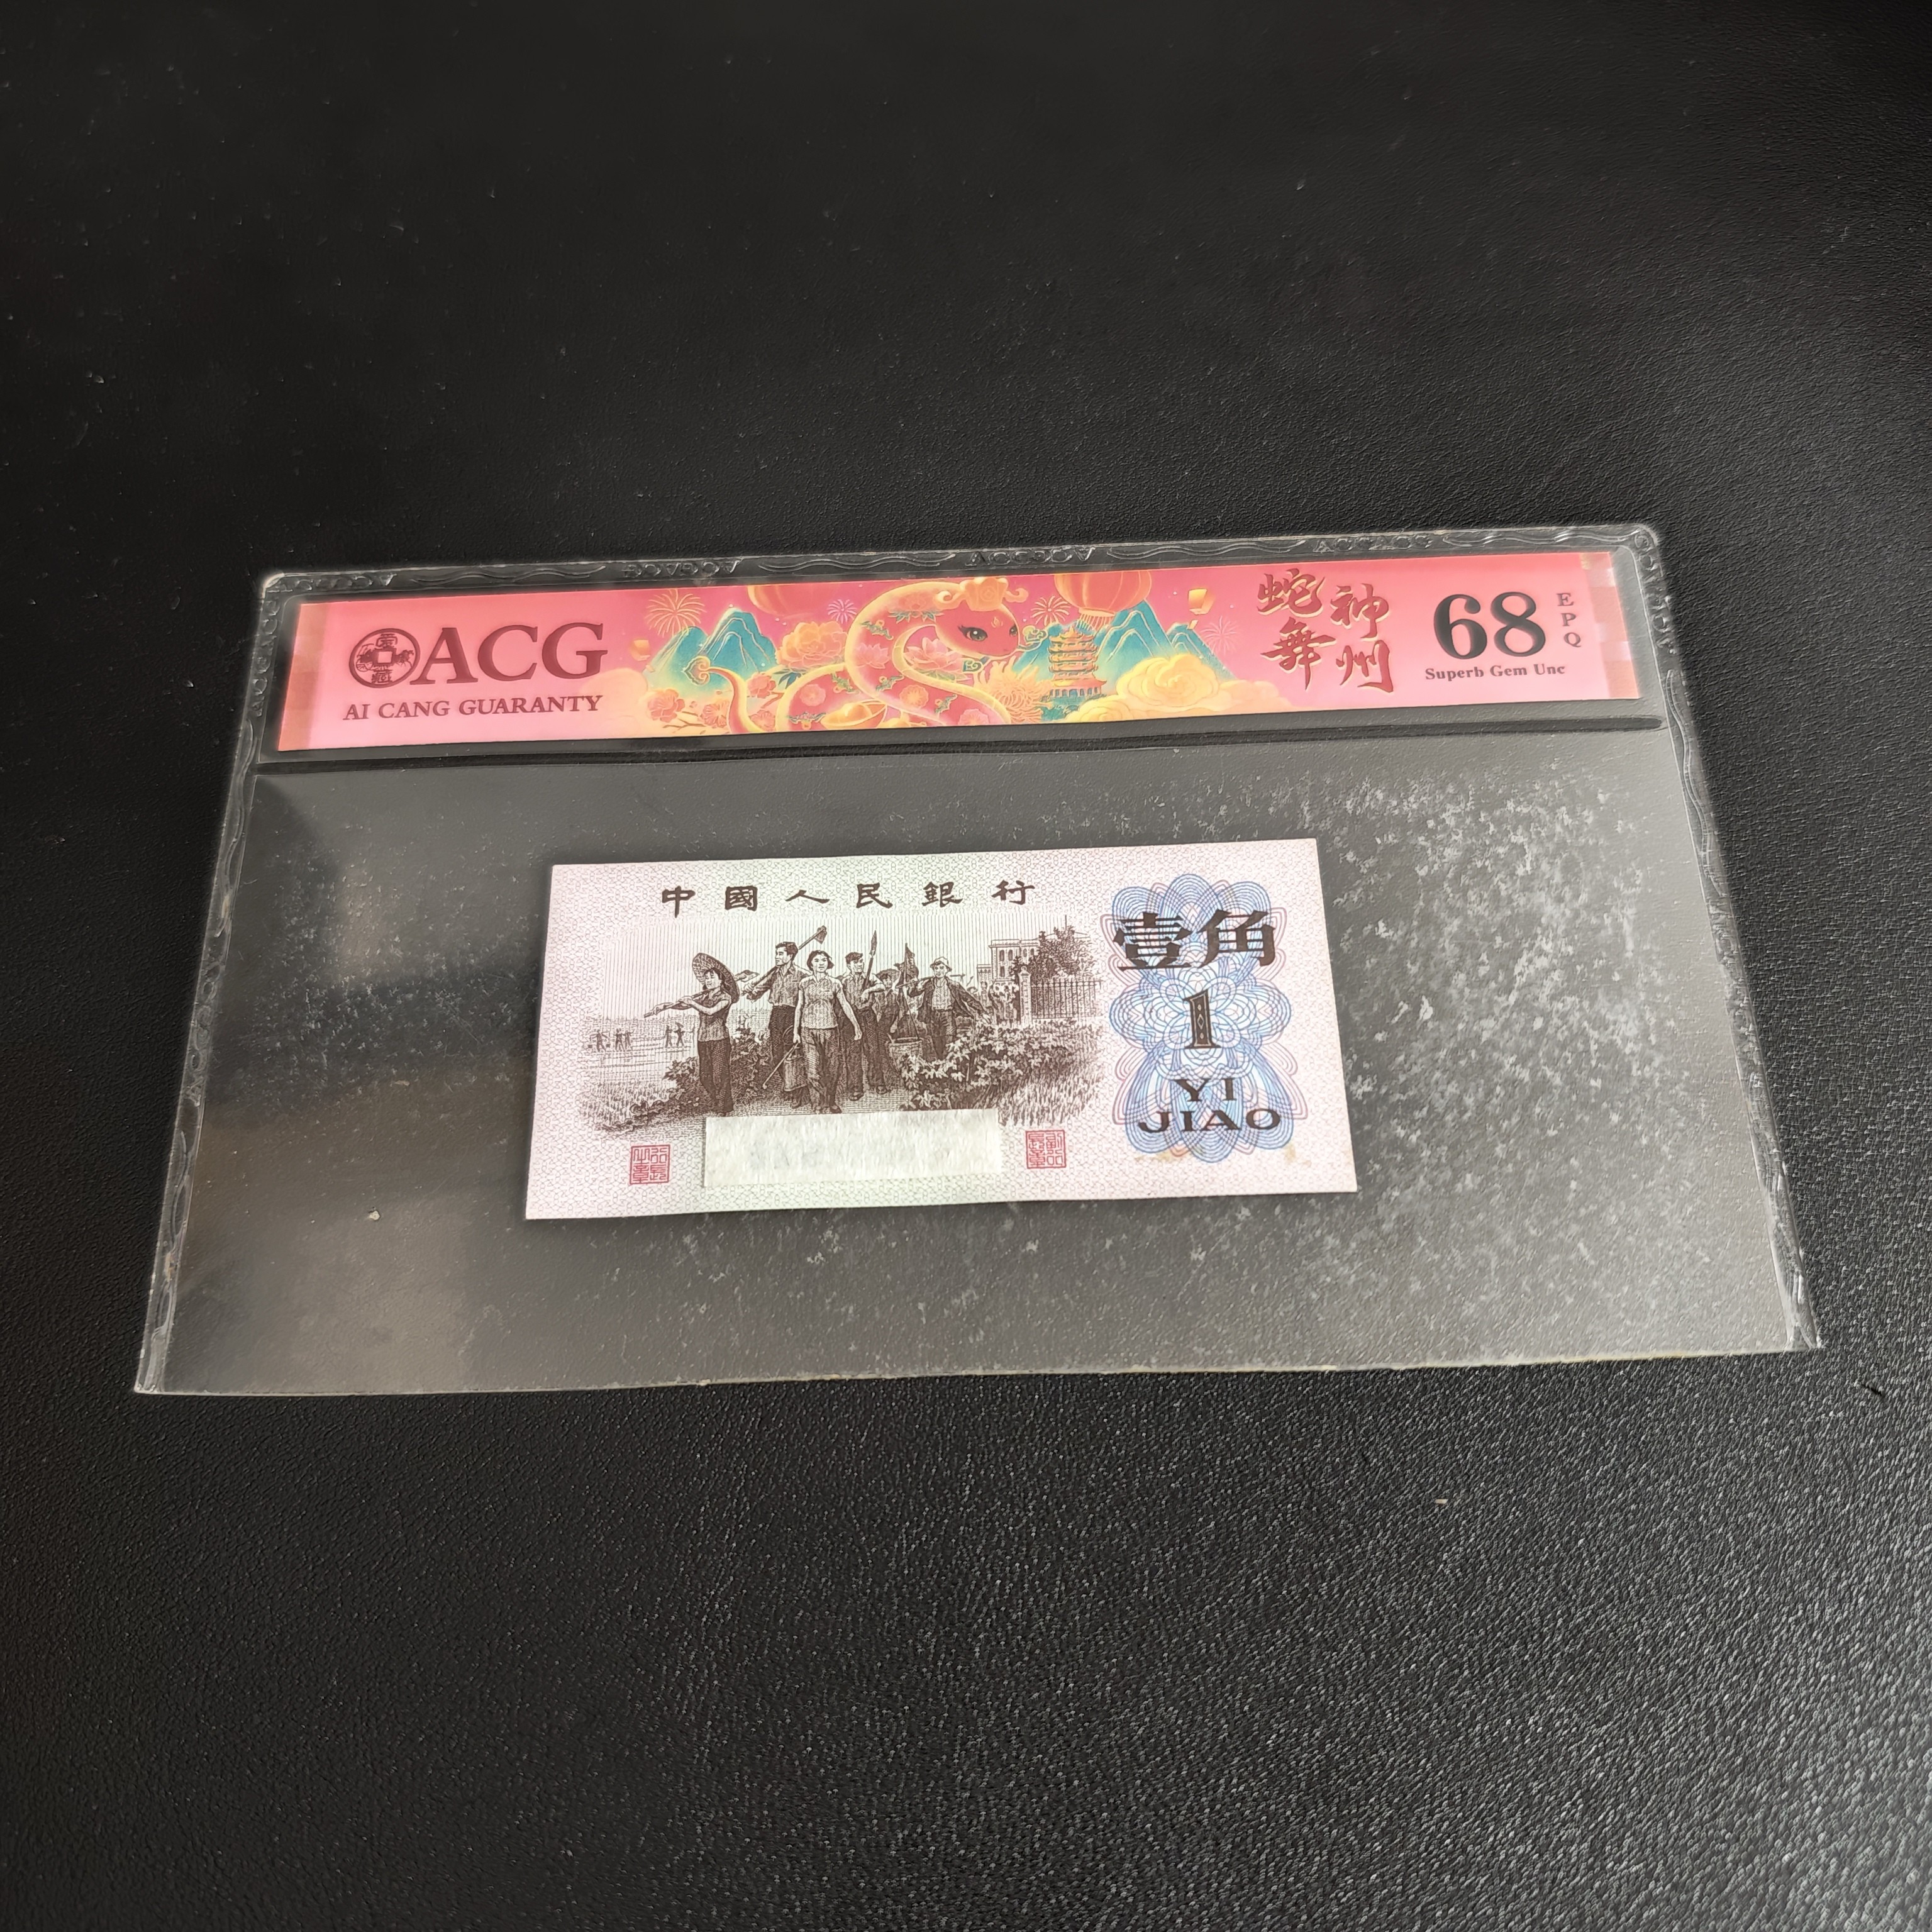 ACG
AI CANG GUARANTY
神州
蛇舞
68
EPQ
Superb Gem Unc
中國人民銀行
壹角
1
YI
JIAO